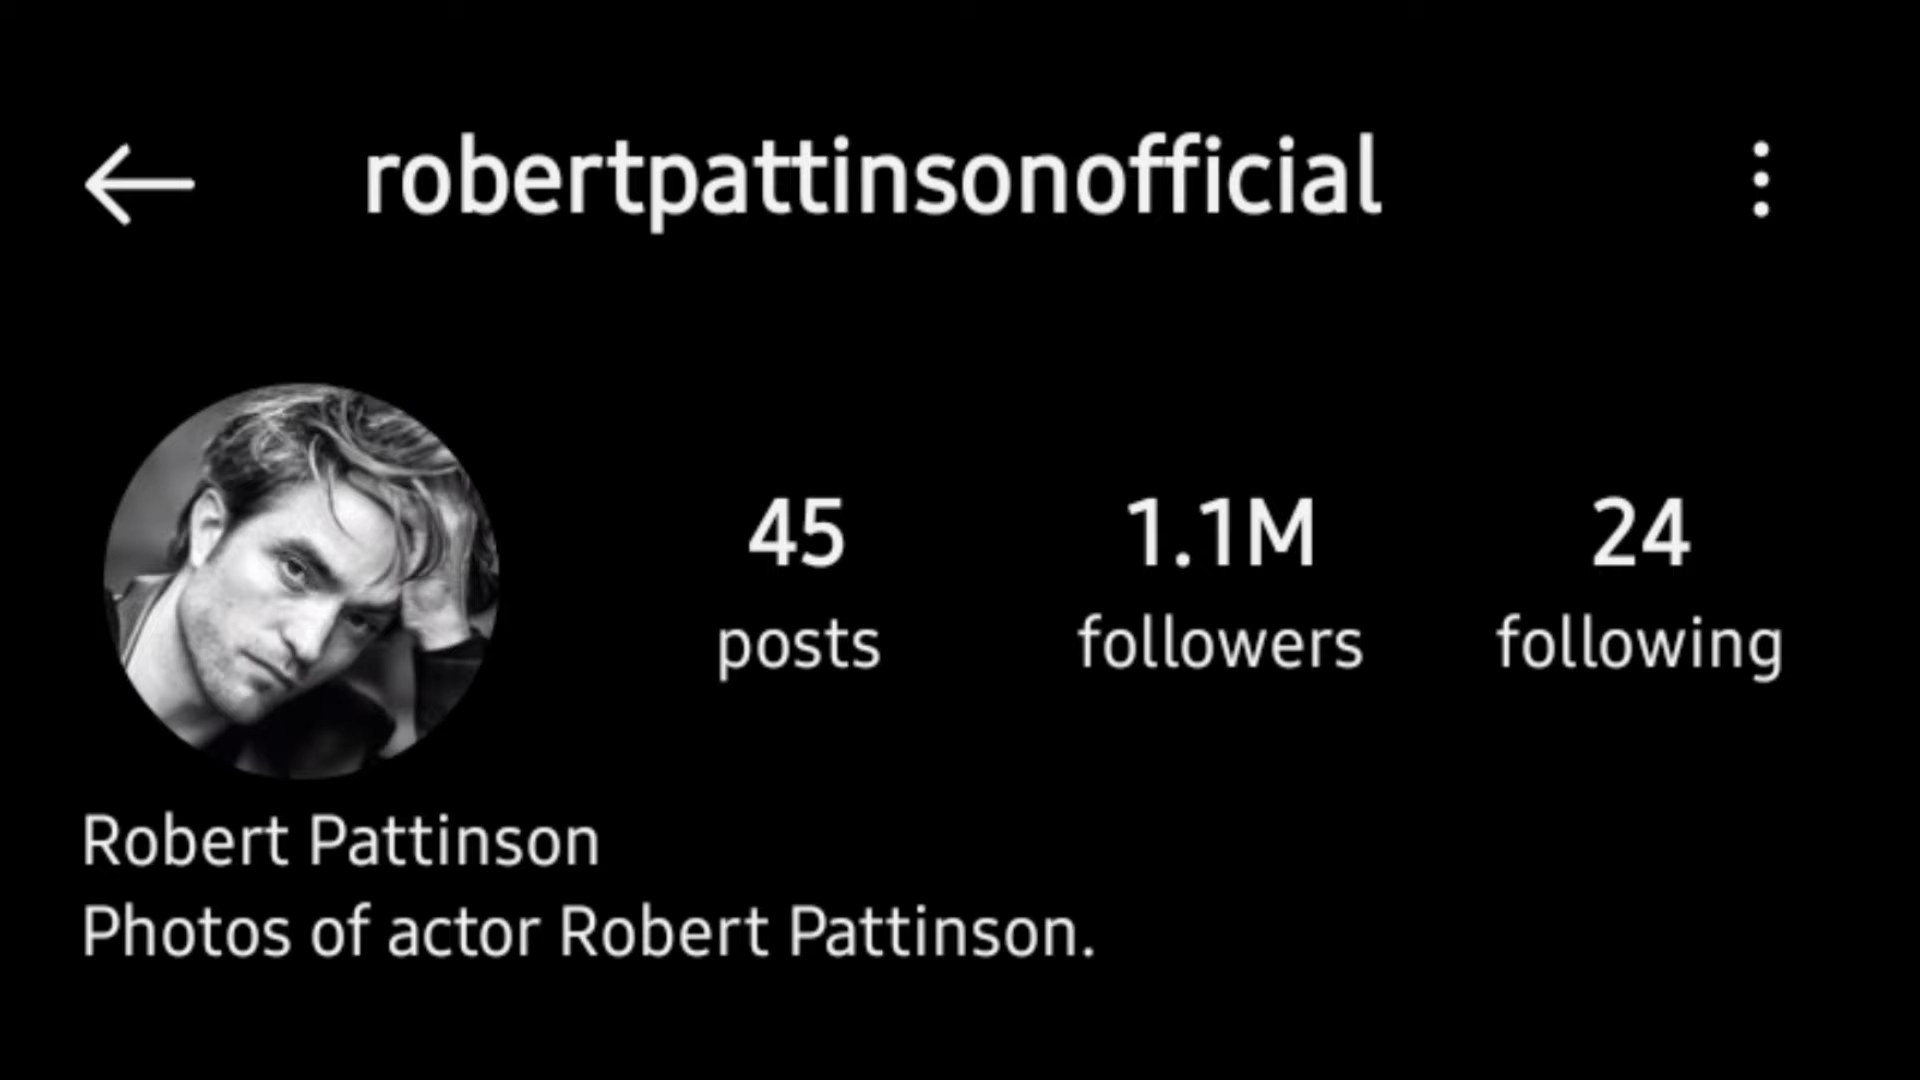 robertpattinsonofficial
45 1.1M 24
posts followers following
Robert Pattinson
Photos of actor Robert Pattinson.